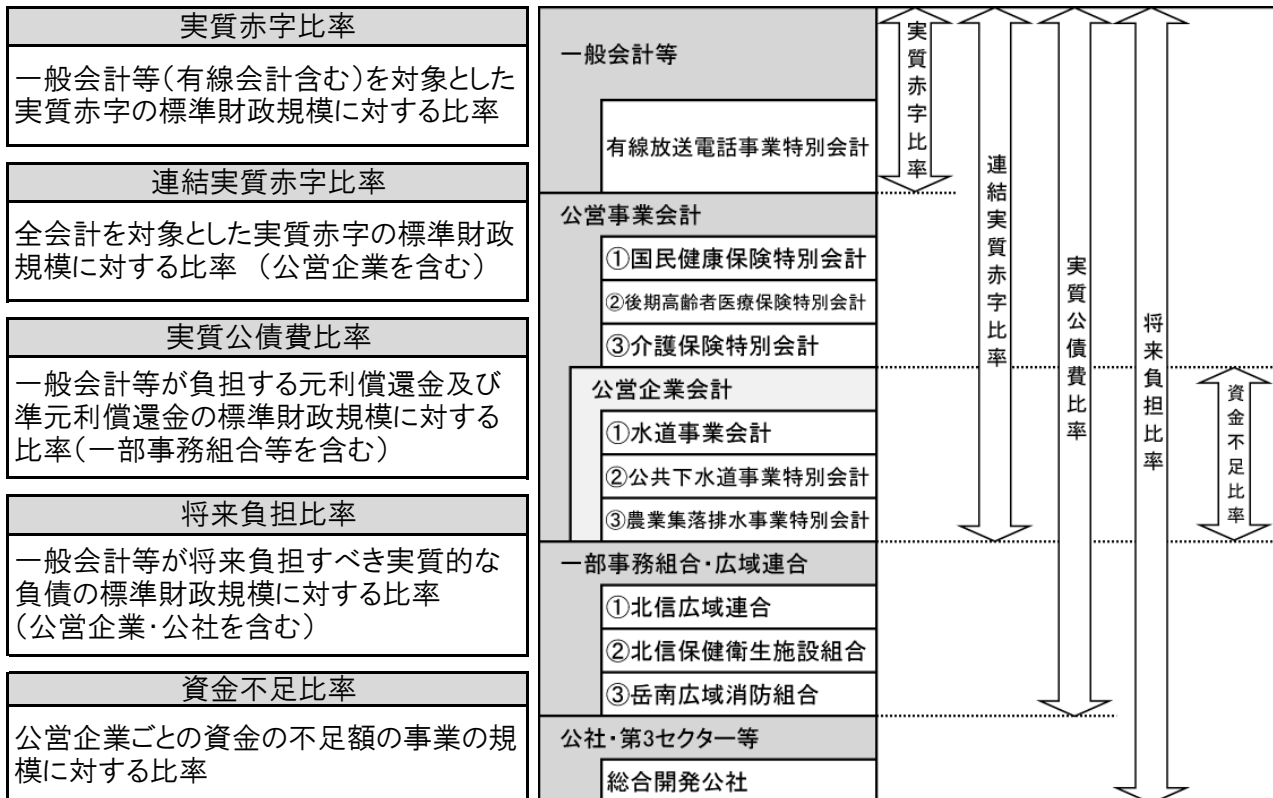 実質赤字比率
一般会計等(有線会計含む)を対象とした
実質赤字の標準財政規模に対する比率
連結実質赤字比率
全会計を対象とした実質赤字の標準財政
規模に対する比率 (公営企業を含む)
実質公債費比率
一般会計等が負担する元利償還金及び
準元利償還金の標準財政規模に対する
比率(一部事務組合等を含む)
将来負担比率
一般会計等が将来負担すべき実質的な
負債の標準財政規模に対する比率
(公営企業・公社を含む)
資金不足比率
公営企業ごとの資金の不足額の事業の規
模に対する比率
一般会計等
有線放送電話事業特別会計
公営事業会計
①国民健康保険特別会計
②後期高齢者医療保険特別会計
③介護保険特別会計
公営企業会計
①水道事業会計
②公共下水道事業特別会計
③農業集落排水事業特別会計
一部事務組合・広域連合
①北信広域連合
②北信保健衛生施設組合
③岳南広域消防組合
公社・第3セクター等
総合開発公社
実質赤字比率
連結実質赤字比率
実質公債費比率
将来負担比率
資金不足比率